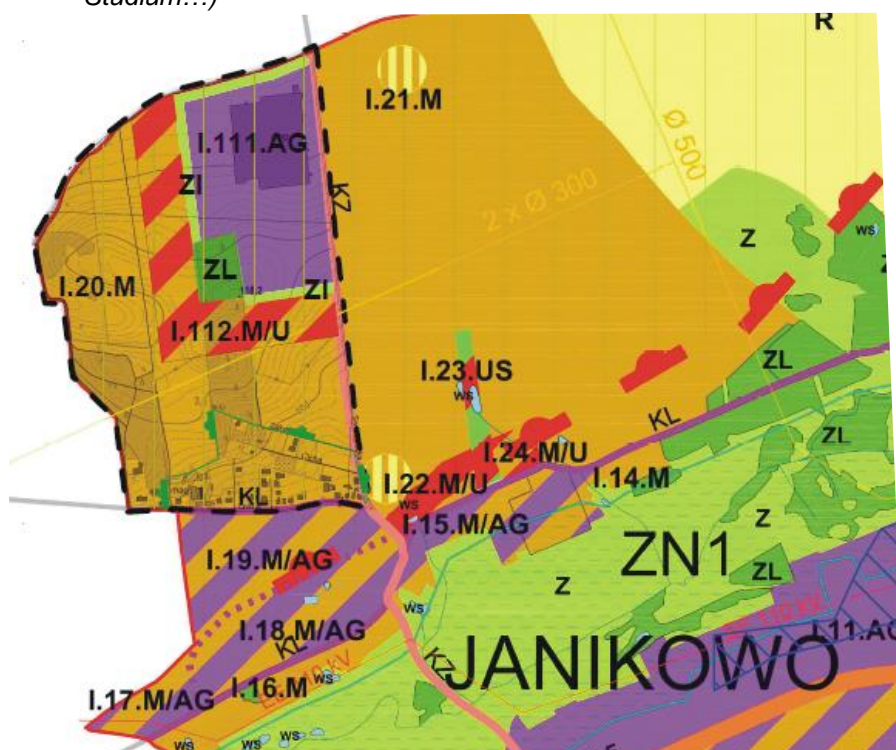 Studium...)
R
I.21.M
I.111.AG
Ø 500
KZ
ZI
2 x Ø 300
Z
ws
ZL
I.20.M
ZI
I.112.M/U
ZL
I.23.US
ws
KL
ZL
I.24.M/U
I.14.M
I.22.M/U
KL
ws
I.15.M/AG
Z
I.19.M/AG
ZN1
ZL
Z
ws
I.18.M/AG
I.11.AG
KL
KZ
JANIKOWO
I.16.M
ws
I.17.M/AG
ws
ws
ws